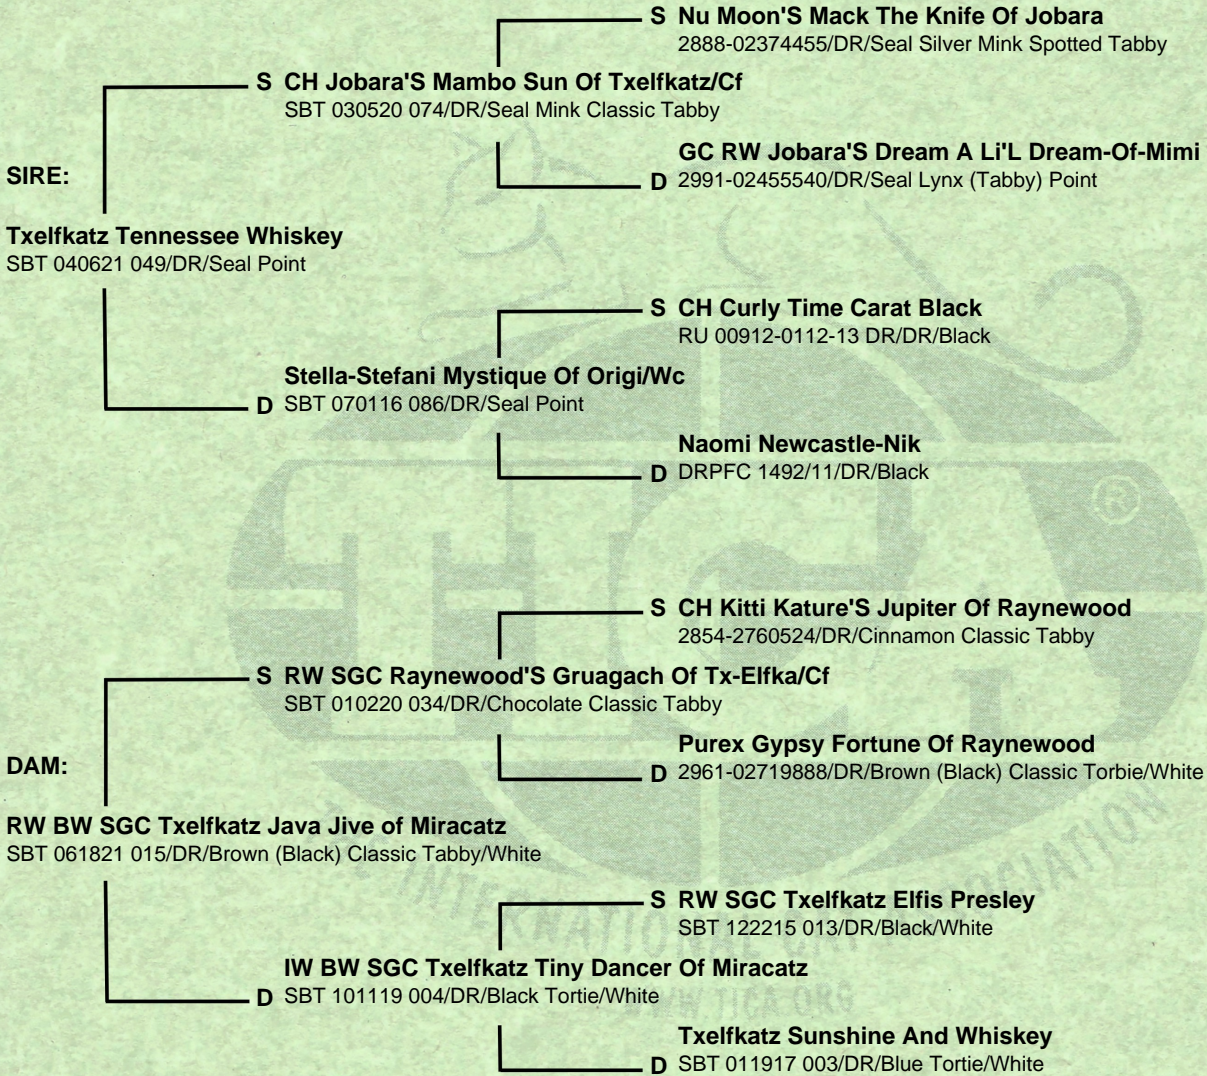 S Nu Moon'S Mack The Knife Of Jobara
2888-02374455/DR/Seal Silver Mink Spotted Tabby
S CH Jobara'S Mambo Sun Of Txelfkatz/Cf
SBT 030520 074/DR/Seal Mink Classic Tabby
GC RW Jobara'S Dream A Li'L Dream-Of-Mimi
D 2991-02455540/DR/Seal Lynx (Tabby) Point
SIRE:
Txelfkatz Tennessee Whiskey
SBT 040621 049/DR/Seal Point
S CH Curly Time Carat Black
RU 00912-0112-13 DR/DR/Black
Stella-Stefani Mystique Of Origi/Wc
D SBT 070116 086/DR/Seal Point
Naomi Newcastle-Nik
D DRPFC 1492/11/DR/Black
TICA
®
S CH Kitti Kature'S Jupiter Of Raynewood
2854-2760524/DR/Cinnamon Classic Tabby
S RW SGC Raynewood'S Gruagach Of Tx-Elfka/Cf
SBT 010220 034/DR/Chocolate Classic Tabby
Purex Gypsy Fortune Of Raynewood
D 2961-02719888/DR/Brown (Black) Classic Torbie/White
DAM:
RW BW SGC Txelfkatz Java Jive of Miracatz
SBT 061821 015/DR/Brown (Black) Classic Tabby/White
S RW SGC Txelfkatz Elfis Presley
SBT 122215 013/DR/Black/White
IW BW SGC Txelfkatz Tiny Dancer Of Miracatz
D SBT 101119 004/DR/Black Tortie/White
Txelfkatz Sunshine And Whiskey
D SBT 011917 003/DR/Blue Tortie/White
INTERNATIONAL CAT ASSOCIATION
WWW.TICA.ORG